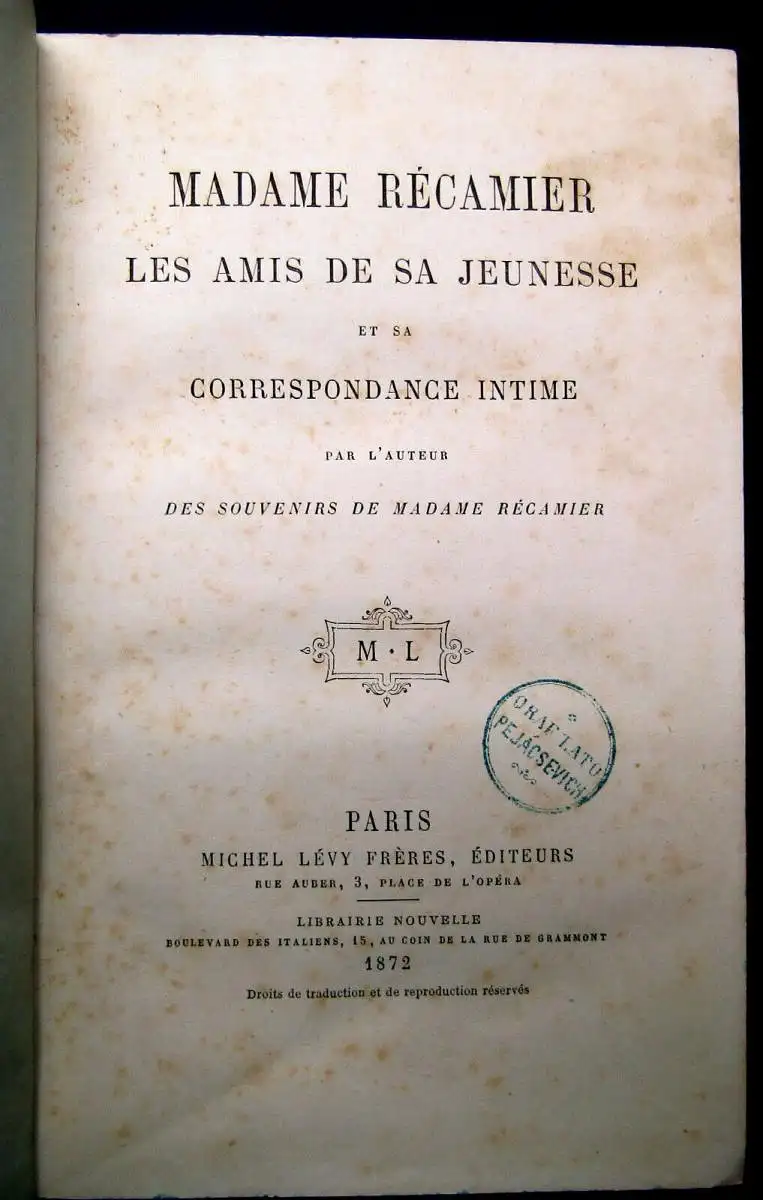 MADAME RÉCAMIER
LES AMIS DE SA JEUNESSE
ET SA
CORRESPONDANCE INTIME
PAR L'AUTEUR
DES SOUVENIRS DE MADAME RÉCAMIER
M · L
GRAF LATO
PEJÁCSEVICH
PARIS
MICHEL LÉVY FRÈRES, ÉDITEURS
RUE AUBER, 3, PLACE DE L'OPÉRA
LIBRAIRIE NOUVELLE
BOULEVARD DES ITALIENS, 15, AU COIN DE LA RUE DE GRAMMONT
1872
Droits de traduction et de reproduction réservés